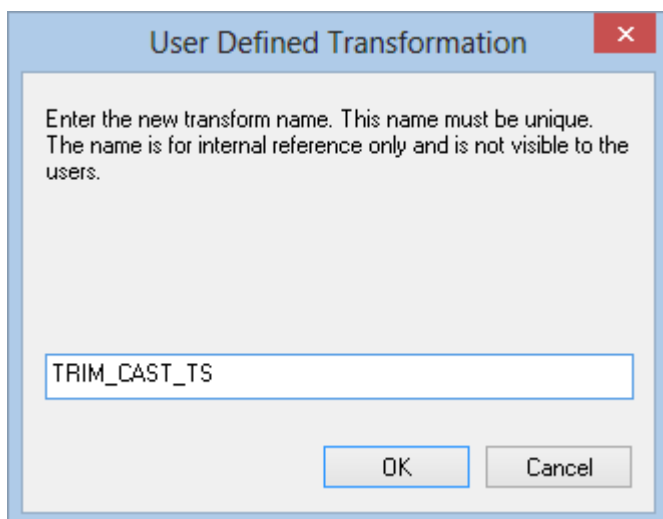 User Defined Transformation
Enter the new transform name. This name must be unique.
The name is for internal reference only and is not visible to the
users.
TRIM_CAST_TS
OK
Cancel